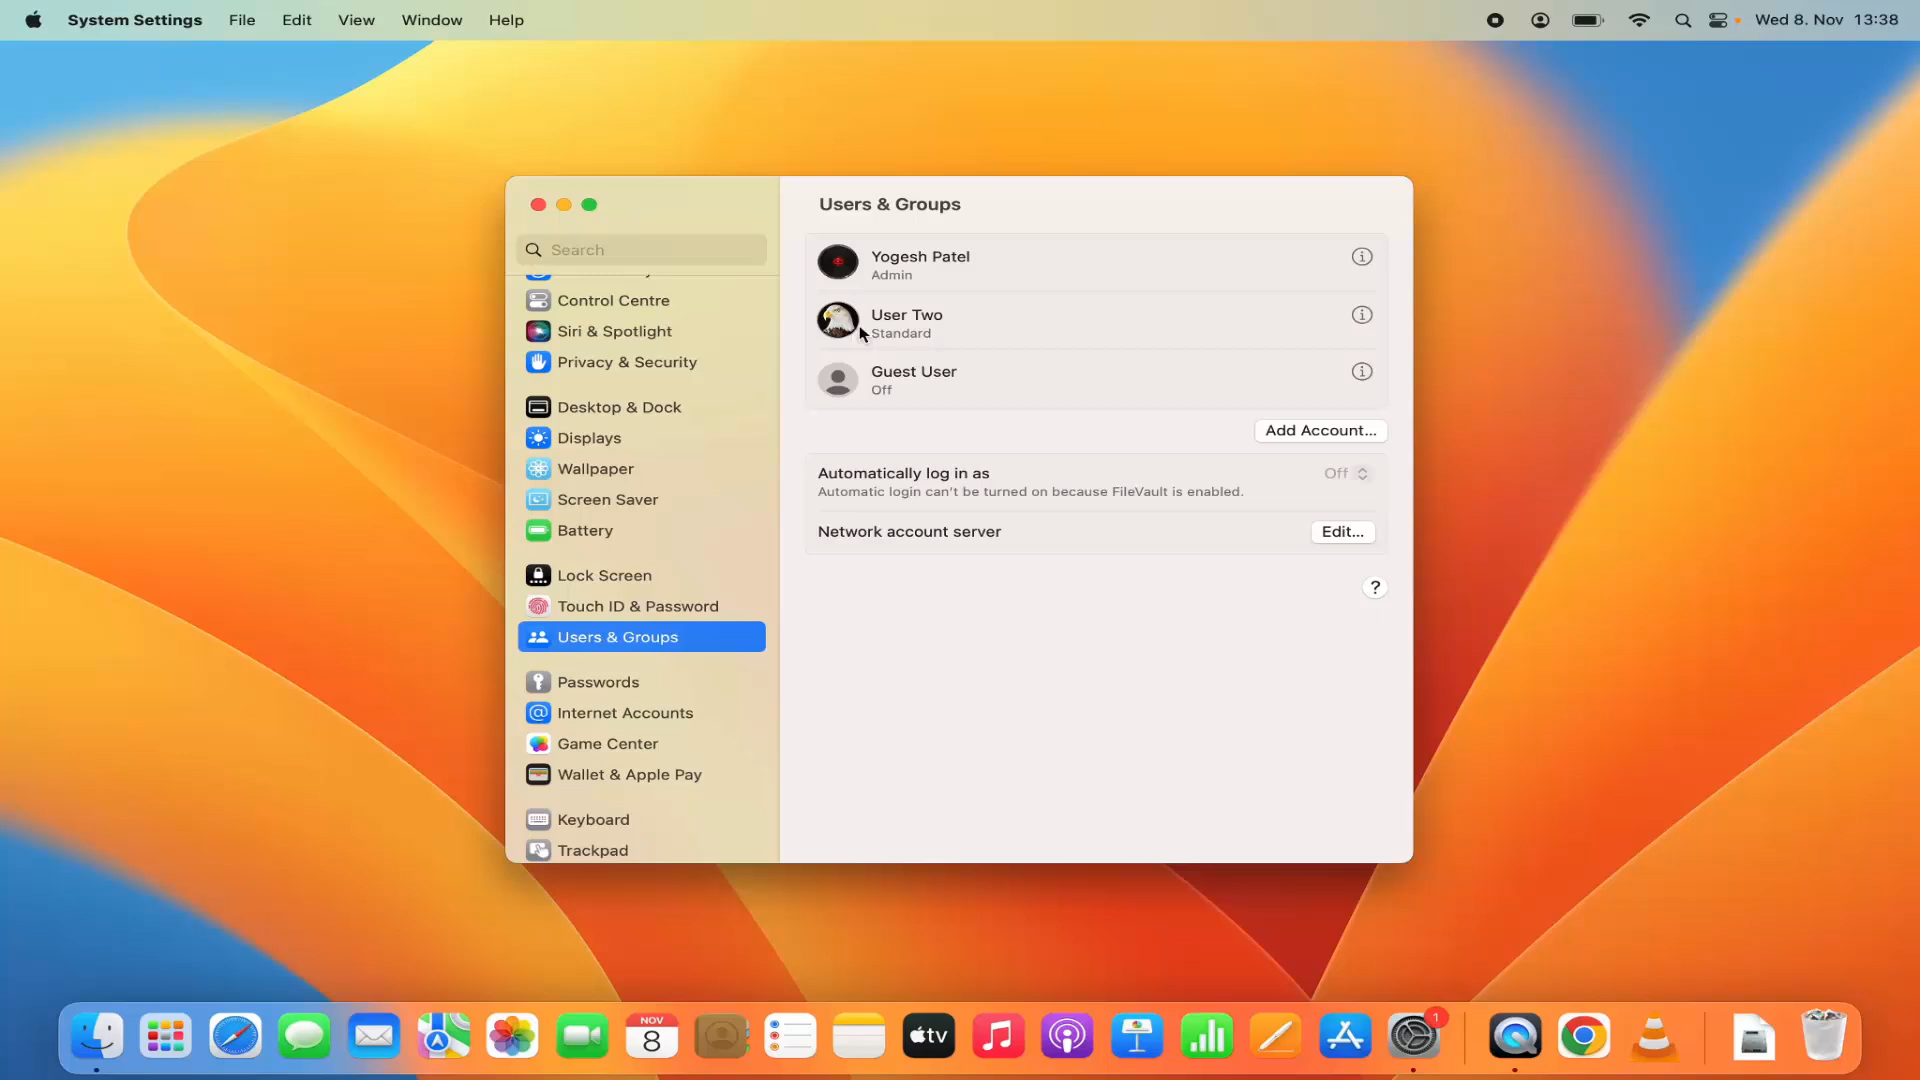 System Settings File Edit View Window Help Wed 8. Nov 13:38
Users & Groups
Search
Control Centre
Siri & Spotlight
Privacy & Security
Desktop & Dock
Displays
Wallpaper
Screen Saver
Battery
Lock Screen
Touch ID & Password
Users & Groups
Passwords
Internet Accounts
Game Center
Wallet & Apple Pay
Keyboard
Trackpad
Yogesh Patel
Admin
User Two
Standard
Guest User
Off
Add Account...
Automatically log in as Off
Automatic login can't be turned on because FileVault is enabled.
Network account server Edit...
?
NOV
8
tv
1